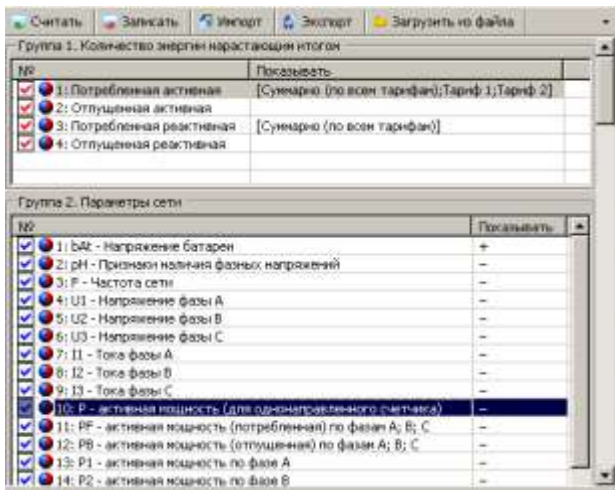 Считать Записать Импорт Экспорт Загрузить из файла
Группа 1. Количество энергии нарастающим итогом
№ Показывать
1: Потребленная активная [Суммарно (по всем тарифам);Тариф 1;Тариф 2]
2: Отпущенная активная
3: Потребленная реактивная [Суммарно (по всем тарифам)]
4: Отпущенная реактивная
Группа 2. Параметры сети
№ Показывать
1: bAt - Напряжение батареи +
2: pH - Признаки наличия фазных напряжений -
3: F - Частота сети -
4: U1 - Напряжение фазы A -
5: U2 - Напряжение фазы B -
6: U3 - Напряжение фазы C -
7: I1 - Тока фазы A -
8: I2 - Тока фазы B -
9: I3 - Тока фазы C -
10: P - активная мощность (для однонаправленного счетчика) -
11: PF - активная мощность (потребленная) по фазам A; B; C -
12: PB - активная мощность (отпущенная) по фазам A; B; C -
13: P1 - активная мощность по фазе A -
14: P2 - активная мощность по фазе B -